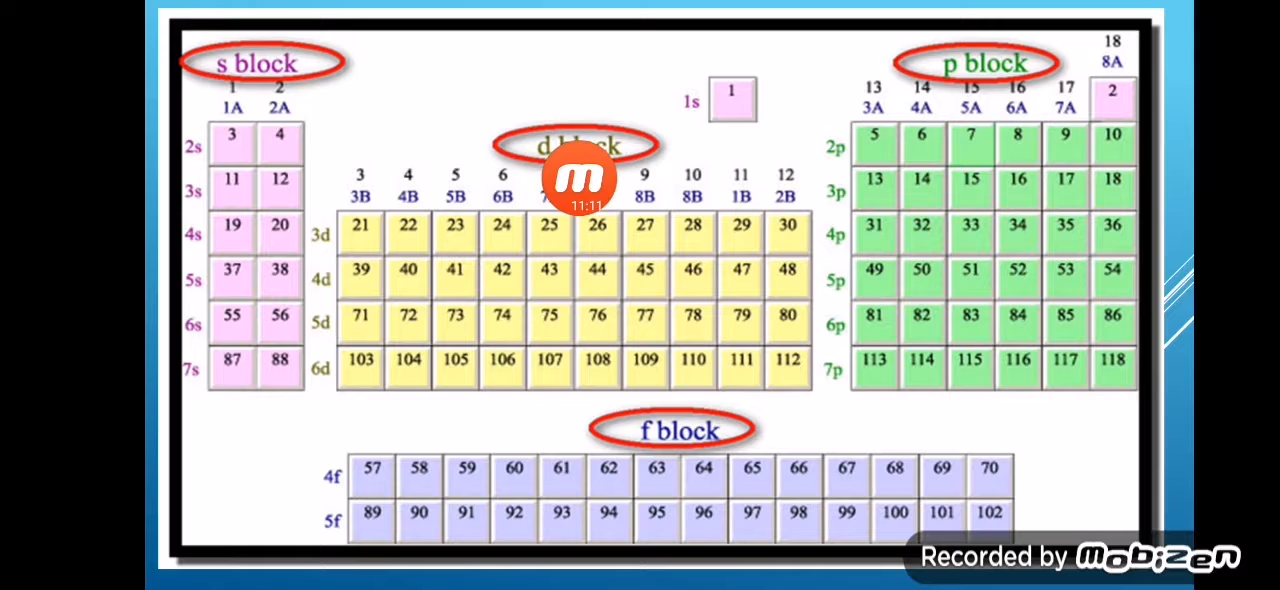 18
s block p block 8A
1 2 13 14 15 16 17
1A 2A 1s 1 3A 4A 5A 6A 7A 2
2s 3 4 2p 5 6 7 8 9 10
3 4 5 6 9 10 11 12
3s 11 12 3B 4B 5B 6B 8B 8B 1B 2B 3p 13 14 15 16 17 18
11:11
4s 19 20 3d 21 22 23 24 25 26 27 28 29 30 4p 31 32 33 34 35 36
5s 37 38 4d 39 40 41 42 43 44 45 46 47 48 5p 49 50 51 52 53 54
6s 55 56 5d 71 72 73 74 75 76 77 78 79 80 6p 81 82 83 84 85 86
7s 87 88 6d 103 104 105 106 107 108 109 110 111 112 7p 113 114 115 116 117 118
f block
4f 57 58 59 60 61 62 63 64 65 66 67 68 69 70
5f 89 90 91 92 93 94 95 96 97 98 99 100 101 102
Recorded by mobizen